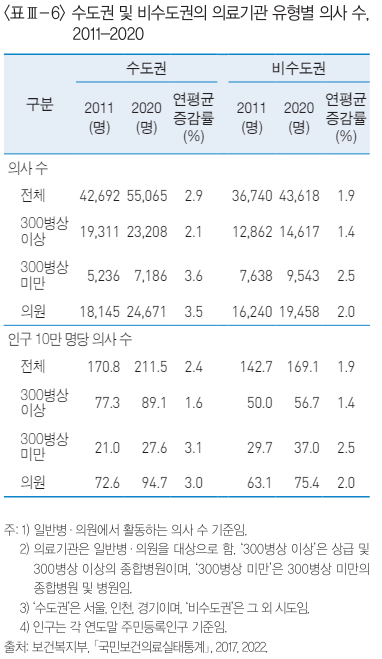 〈표 Ⅲ-6〉 수도권 및 비수도권의 의료기관 유형별 의사 수,
2011-2020
구분 수도권 비수도권
2011 (명) 2020 (명) 연평균 증감률 (%) 2011 (명) 2020 (명) 연평균 증감률 (%)
의사 수
전체 42,692 55,065 2.9 36,740 43,618 1.9
300병상 이상 19,311 23,208 2.1 12,862 14,617 1.4
300병상 미만 5,236 7,186 3.6 7,638 9,543 2.5
의원 18,145 24,671 3.5 16,240 19,458 2.0
인구 10만 명당 의사 수
전체 170.8 211.5 2.4 142.7 169.1 1.9
300병상 이상 77.3 89.1 1.6 50.0 56.7 1.4
300병상 미만 21.0 27.6 3.1 29.7 37.0 2.5
의원 72.6 94.7 3.0 63.1 75.4 2.0
주: 1) 일반병·의원에서 활동하는 의사 수 기준임.
2) 의료기관은 일반병·의원을 대상으로 함. ‘300병상 이상’은 상급 및
300병상 이상의 종합병원이며, ‘300병상 미만’은 300병상 미만의
종합병원 및 병원임.
3) ‘수도권’은 서울, 인천, 경기이며, ‘비수도권’은 그 외 시도임.
4) 인구는 각 연도말 주민등록인구 기준임.
출처: 보건복지부, 「국민보건의료실태통계」, 2017, 2022.